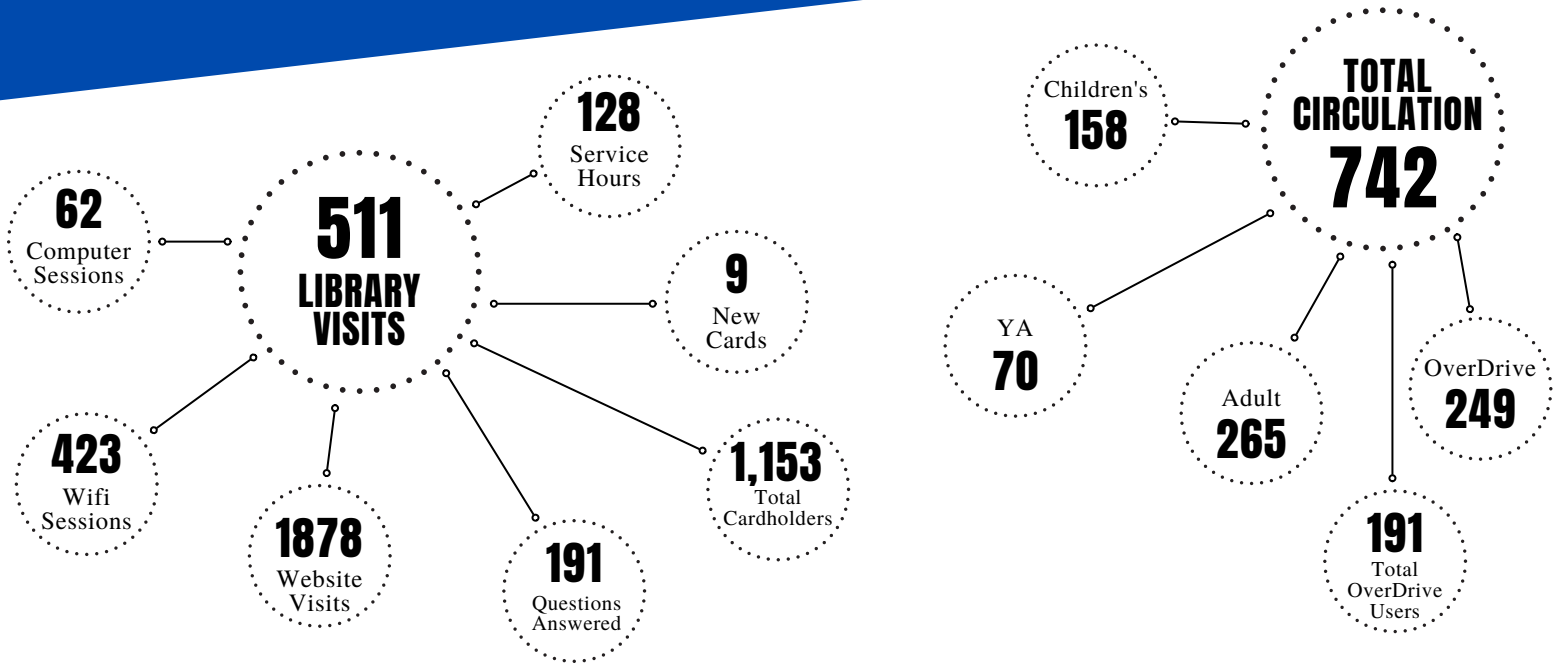 511
LIBRARY
VISITS
128
Service
Hours
62
Computer
Sessions
9
New
Cards
423
Wifi
Sessions
1,153
Total
Cardholders
1878
Website
Visits
191
Questions
Answered
TOTAL
CIRCULATION
742
Children's
158
YA
70
Adult
265
OverDrive
249
191
Total
OverDrive
Users